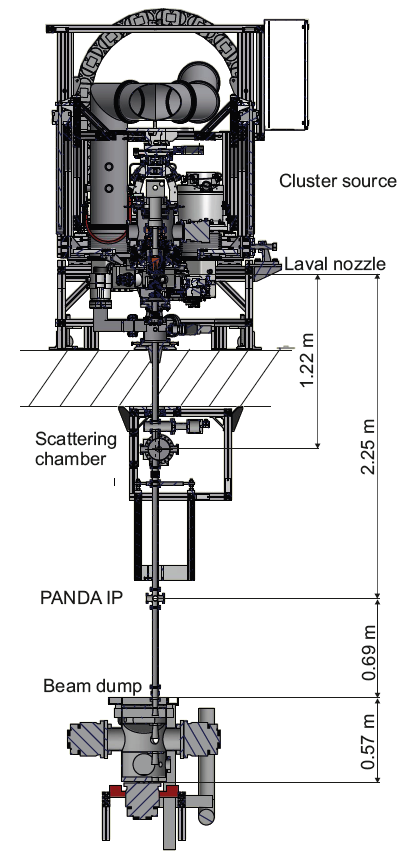 Cluster source
Laval nozzle
1.22 m
2.25 m
Scattering
chamber
PANDA IP
0.69 m
Beam dump
0.57 m